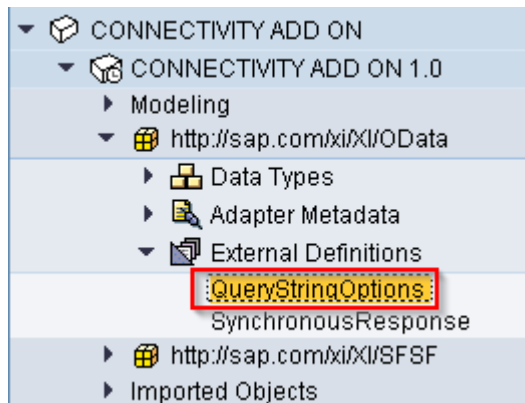 CONNECTIVITY ADD ON
CONNECTIVITY ADD ON 1.0
Modeling
http://sap.com/xi/XI/OData
Data Types
Adapter Metadata
External Definitions
QueryStringOptions
SynchronousResponse
http://sap.com/xi/XI/SFSF
Imported Objects